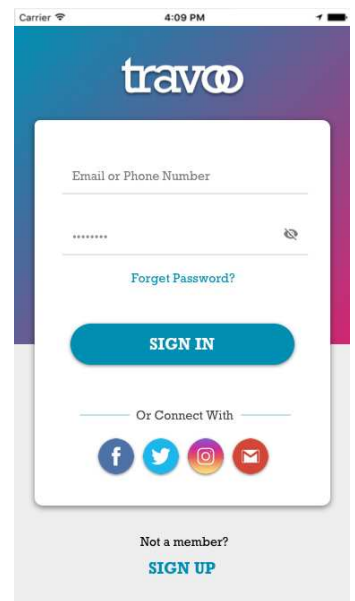 Carrier 4:09 PM
travoo
Email or Phone Number
••••••••
Forget Password?
SIGN IN
Or Connect With
f
Not a member?
SIGN UP